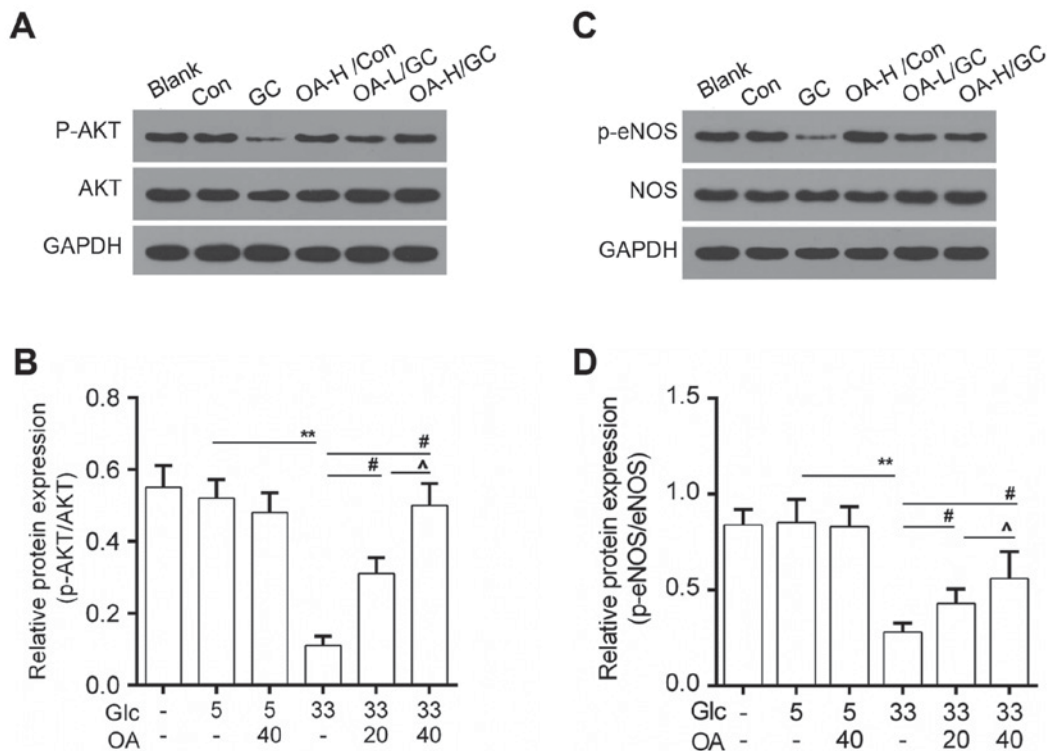 A
Blank Con GC OA-H /Con OA-L/GC OA-H/GC
P-AKT
AKT
GAPDH
C
Blank Con GC OA-H /Con OA-L/GC OA-H/GC
p-eNOS
NOS
GAPDH
B
Relative protein expression
(p-AKT/AKT)
0.8
0.6
0.4
0.2
0.0
** # # ^
Glc - 5 5 33 33 33
OA - - 40 - 20 40
D
Relative protein expression
(p-eNOS/eNOS)
1.5
1.0
0.5
0.0
** # # ^
Glc - 5 5 33 33 33
OA - - 40 - 20 40